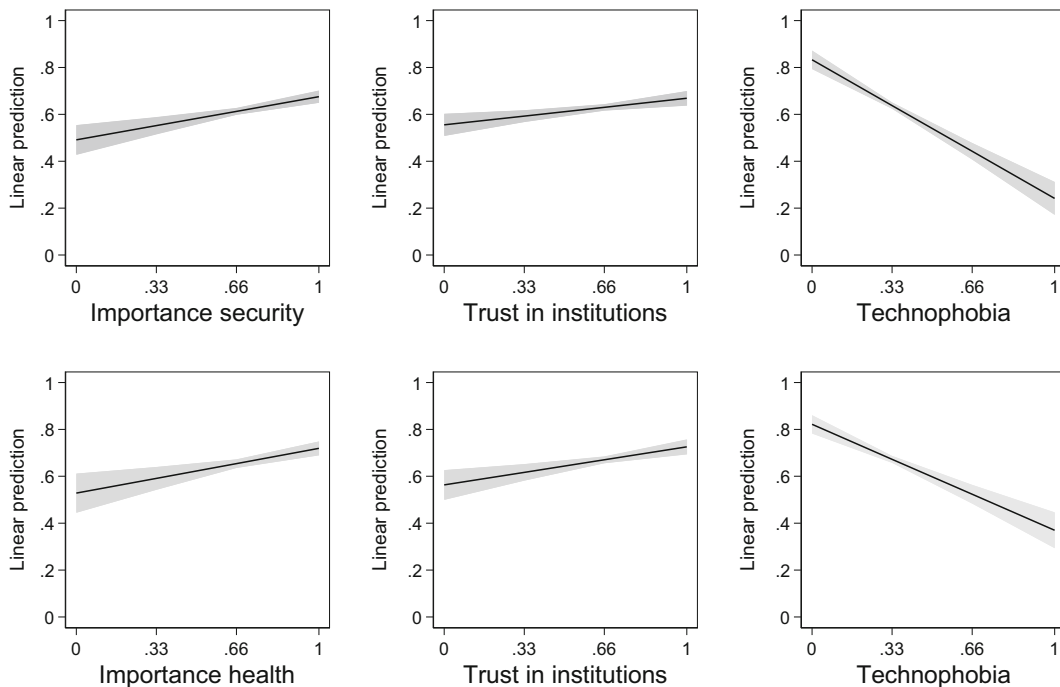 Linear prediction
1
.8
.6
.4
.2
0
0 .33 .66 1
Importance security
Linear prediction
1
.8
.6
.4
.2
0
0 .33 .66 1
Trust in institutions
Linear prediction
1
.8
.6
.4
.2
0
0 .33 .66 1
Technophobia
Linear prediction
1
.8
.6
.4
.2
0
0 .33 .66 1
Importance health
Linear prediction
1
.8
.6
.4
.2
0
0 .33 .66 1
Trust in institutions
Linear prediction
1
.8
.6
.4
.2
0
0 .33 .66 1
Technophobia